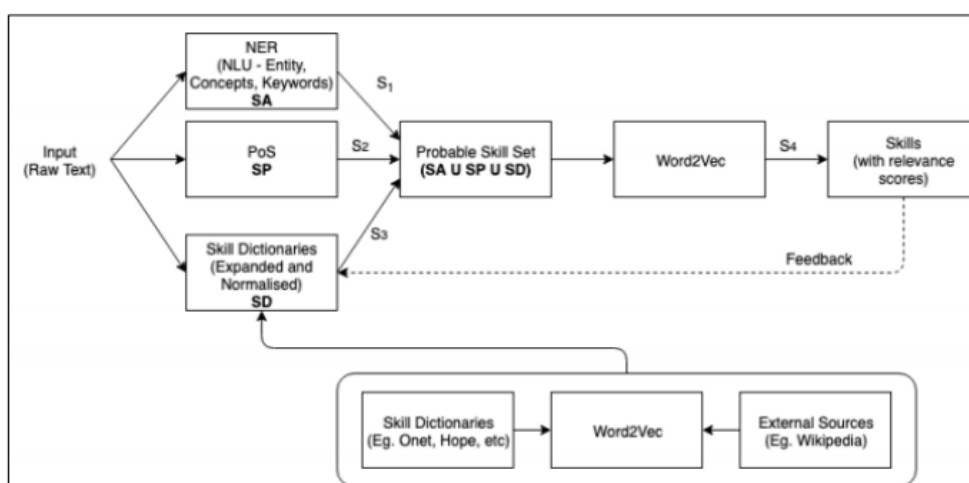 NER
(NLU - Entity,
Concepts, Keywords)
SA
S1
Input
(Raw Text)
PoS
SP
S2
Probable Skill Set
(SA U SP U SD)
Word2Vec
S4
Skills
(with relevance
scores)
S3
Skill Dictionaries
(Expanded and
Normalised)
SD
Feedback
Skill Dictionaries
(Eg. Onet, Hope, etc)
Word2Vec
External Sources
(Eg. Wikipedia)